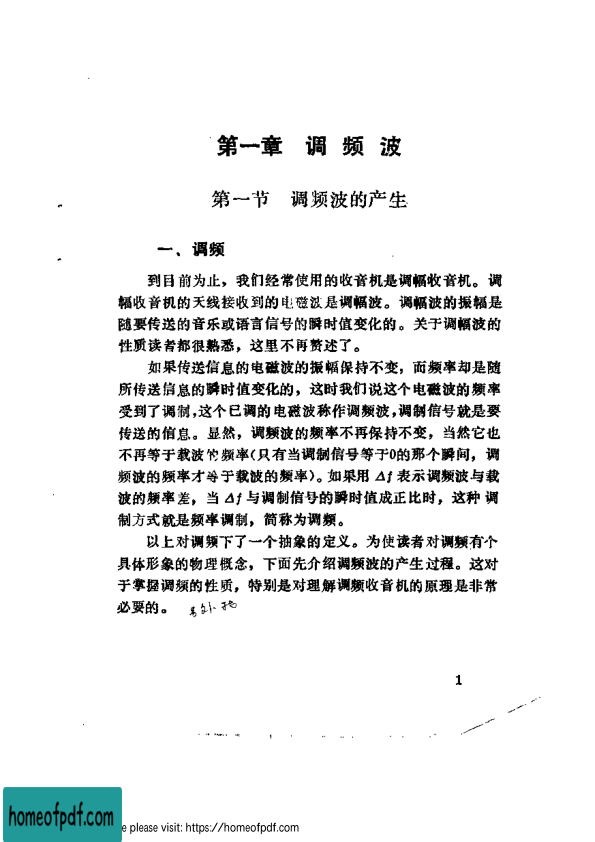 第一章 调频波
第一节 调频波的产生
一、调频
到目前为止，我们经常使用的收音机是调幅收音机。调
幅收音机的天线接收到的电磁波是调幅波。调幅波的振幅是
随要传送的音乐或语言信号的瞬时值变化的。关于调幅波的
性质读者都很熟悉，这里不再赘述了。
如果传送信息的电磁波的振幅保持不变，而频率却是随
所传送信息的瞬时值变化的，这时我们说这个电磁波的频率
受到了调制，这个已调的电磁波称作调频波，调制信号就是要
传送的信息。显然，调频波的频率不再保持不变，当然它也
不再等于载波的频率(只有当调制信号等于0的那个瞬间，调
频波的频率才等于载波的频率)。如果用 Δf 表示调频波与载
波的频率差，当 Δf 与调制信号的瞬时值成正比时，这种调
制方式就是频率调制，简称为调频。
以上对调频下了一个抽象的定义。为使读者对调频有个
具体形象的物理概念，下面先介绍调频波的产生过程。这对
于掌握调频的性质，特别是对理解调频收音机的原理是非常
必要的。
1
homeofpdf.com
e please visit: https://homeofpdf.com